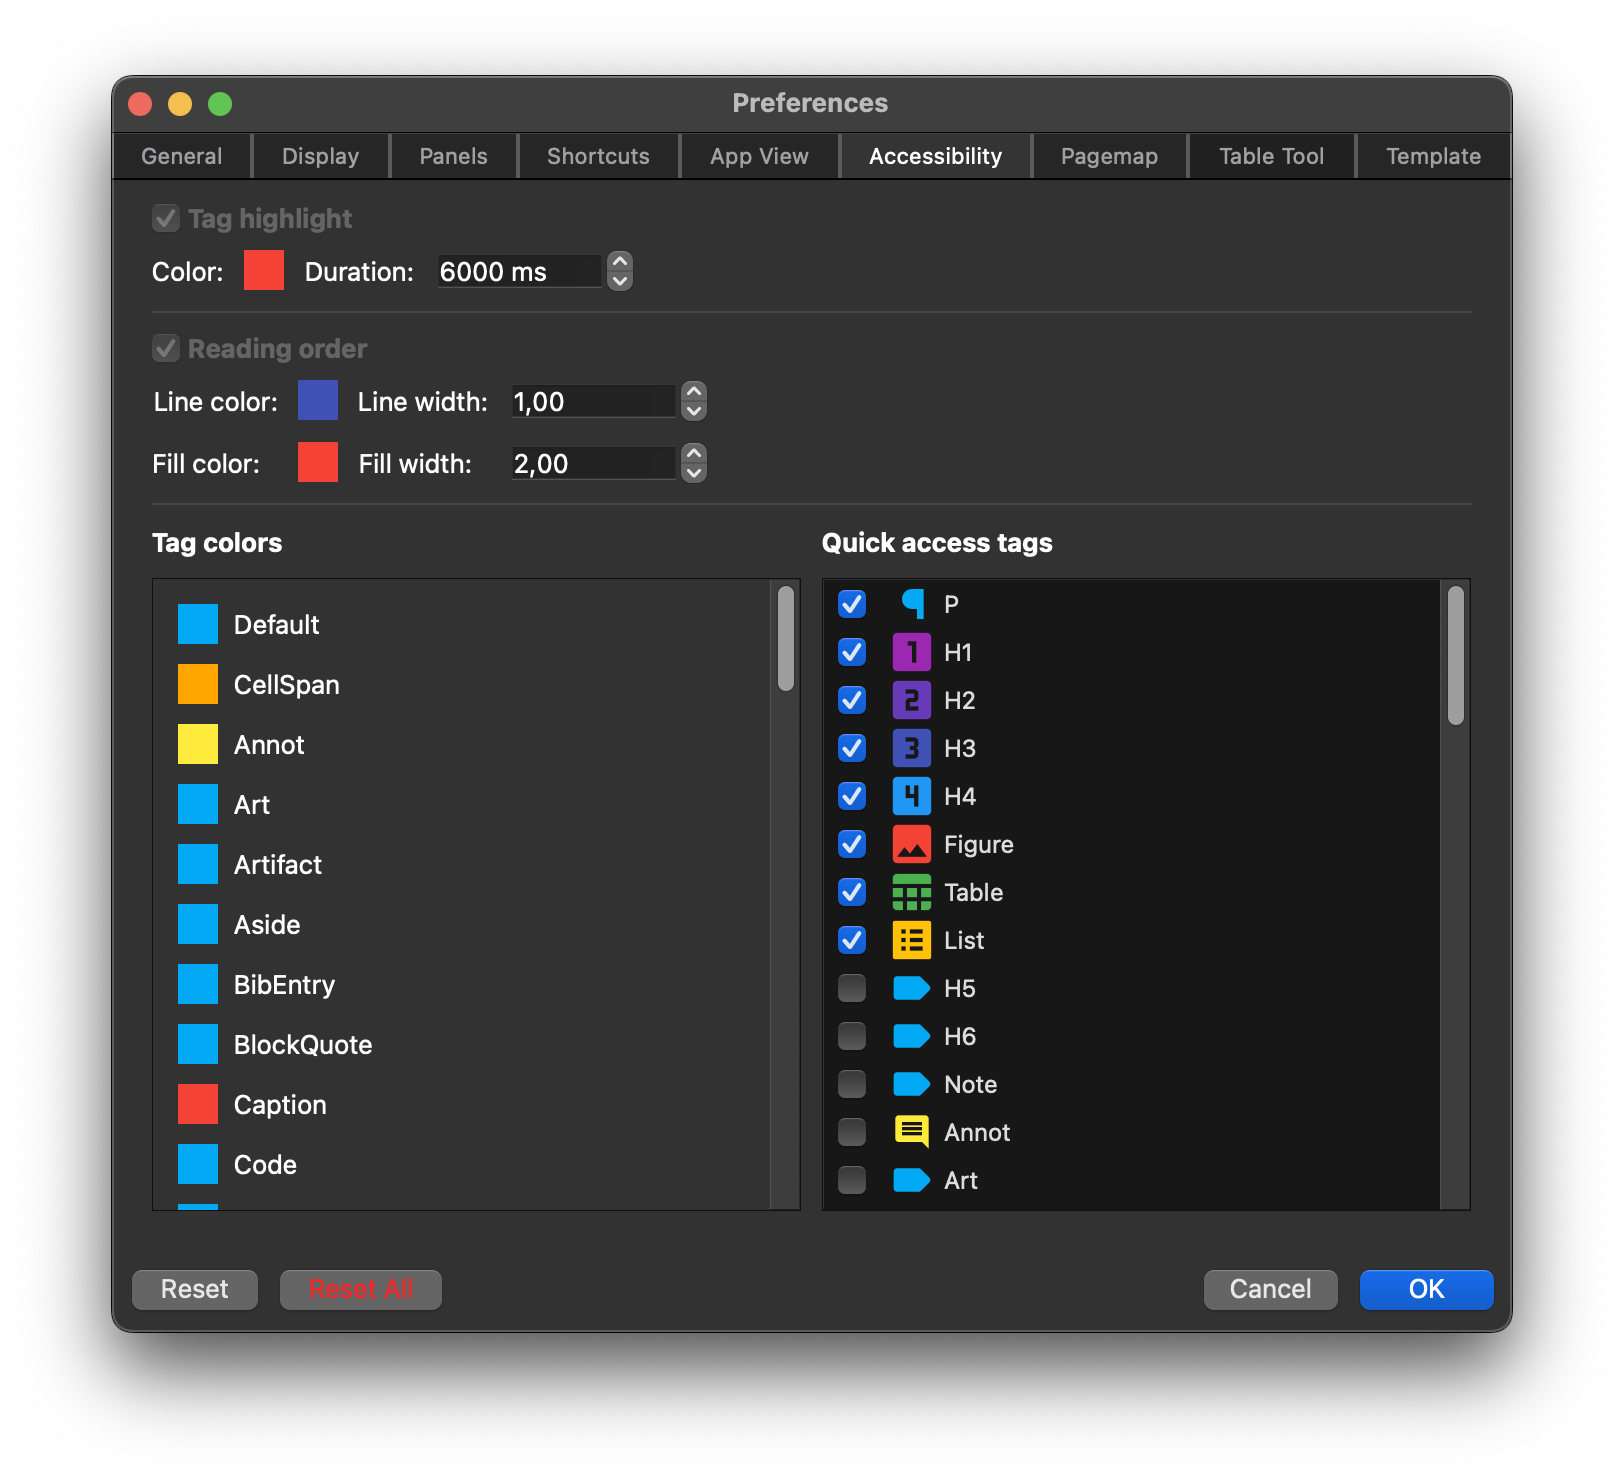 Preferences
General Display Panels Shortcuts App View Accessibility Pagemap Table Tool Template
Tag highlight
Color: Duration: 6000 ms
Reading order
Line color: Line width: 1,00
Fill color: Fill width: 2,00
Tag colors
Default
CellSpan
Annot
Art
Artifact
Aside
BibEntry
BlockQuote
Caption
Code
Quick access tags
P
1 H1
2 H2
3 H3
4 H4
Figure
Table
List
H5
H6
Note
Annot
Art
Reset Reset All Cancel OK